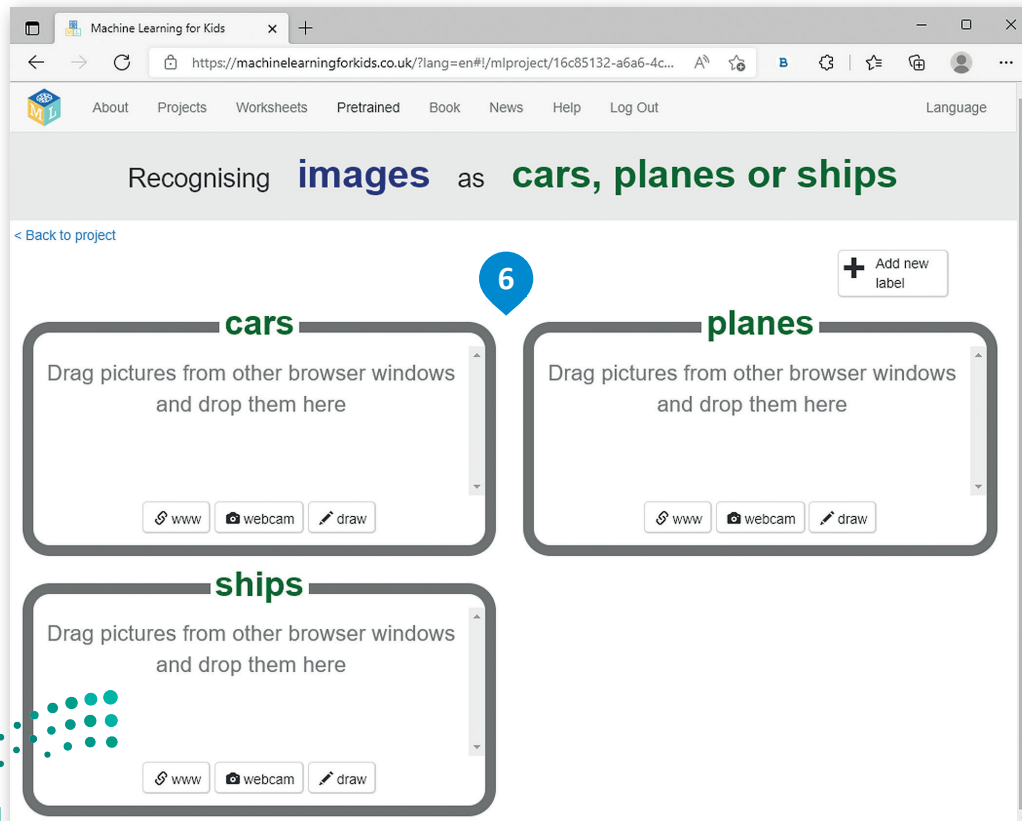 Machine Learning for Kids
https://machinelearningforkids.co.uk/?lang=en#!/mlproject/16c85132-a6a6-4c...
B
ML
About Projects Worksheets Pretrained Book News Help Log Out Language
Recognising images as cars, planes or ships
< Back to project
6
Add new
label
cars
Drag pictures from other browser windows
and drop them here
www webcam draw
planes
Drag pictures from other browser windows
and drop them here
www webcam draw
ships
Drag pictures from other browser windows
and drop them here
www webcam draw